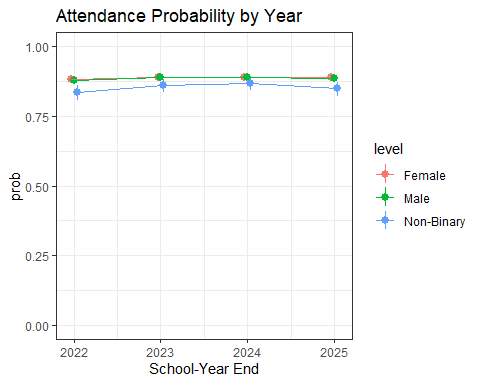 Attendance Probability by Year
1.00
0.75
0.50
0.25
0.00
prob
2022 2023 2024 2025
School-Year End
level
Female
Male
Non-Binary